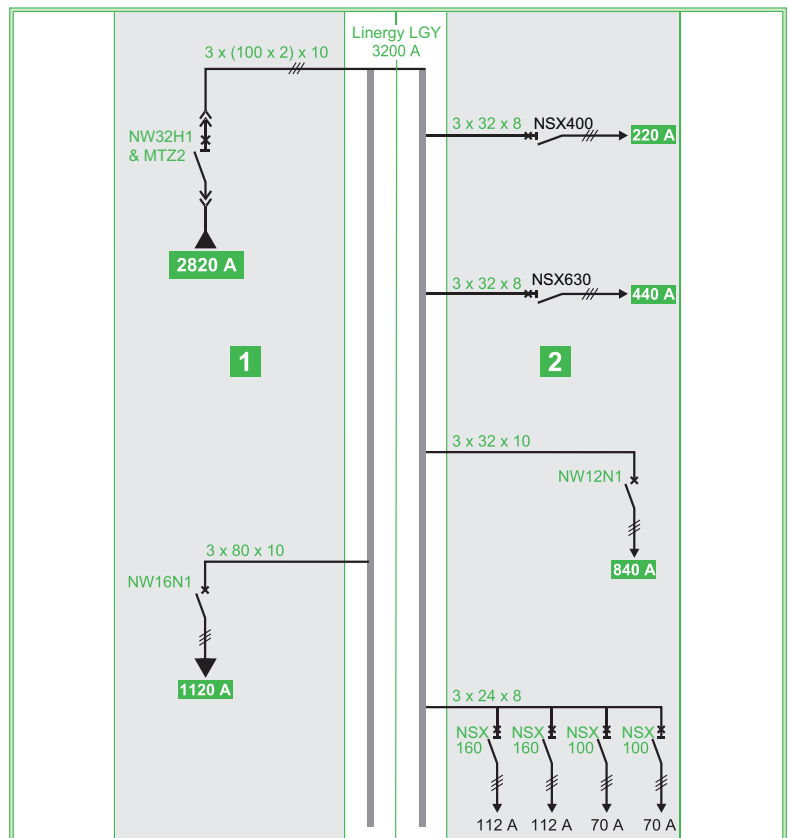 Linergy LGY
3200 A
3 x (100 x 2) x 10
NW32H1
& MTZ2
2820 A
1
3 x 80 x 10
NW16N1
1120 A
3 x 32 x 8
NSX400
220 A
3 x 32 x 8
NSX630
440 A
2
3 x 32 x 10
NW12N1
840 A
3 x 24 x 8
NSX
160
NSX
160
NSX
100
NSX
100
112 A
112 A
70 A
70 A